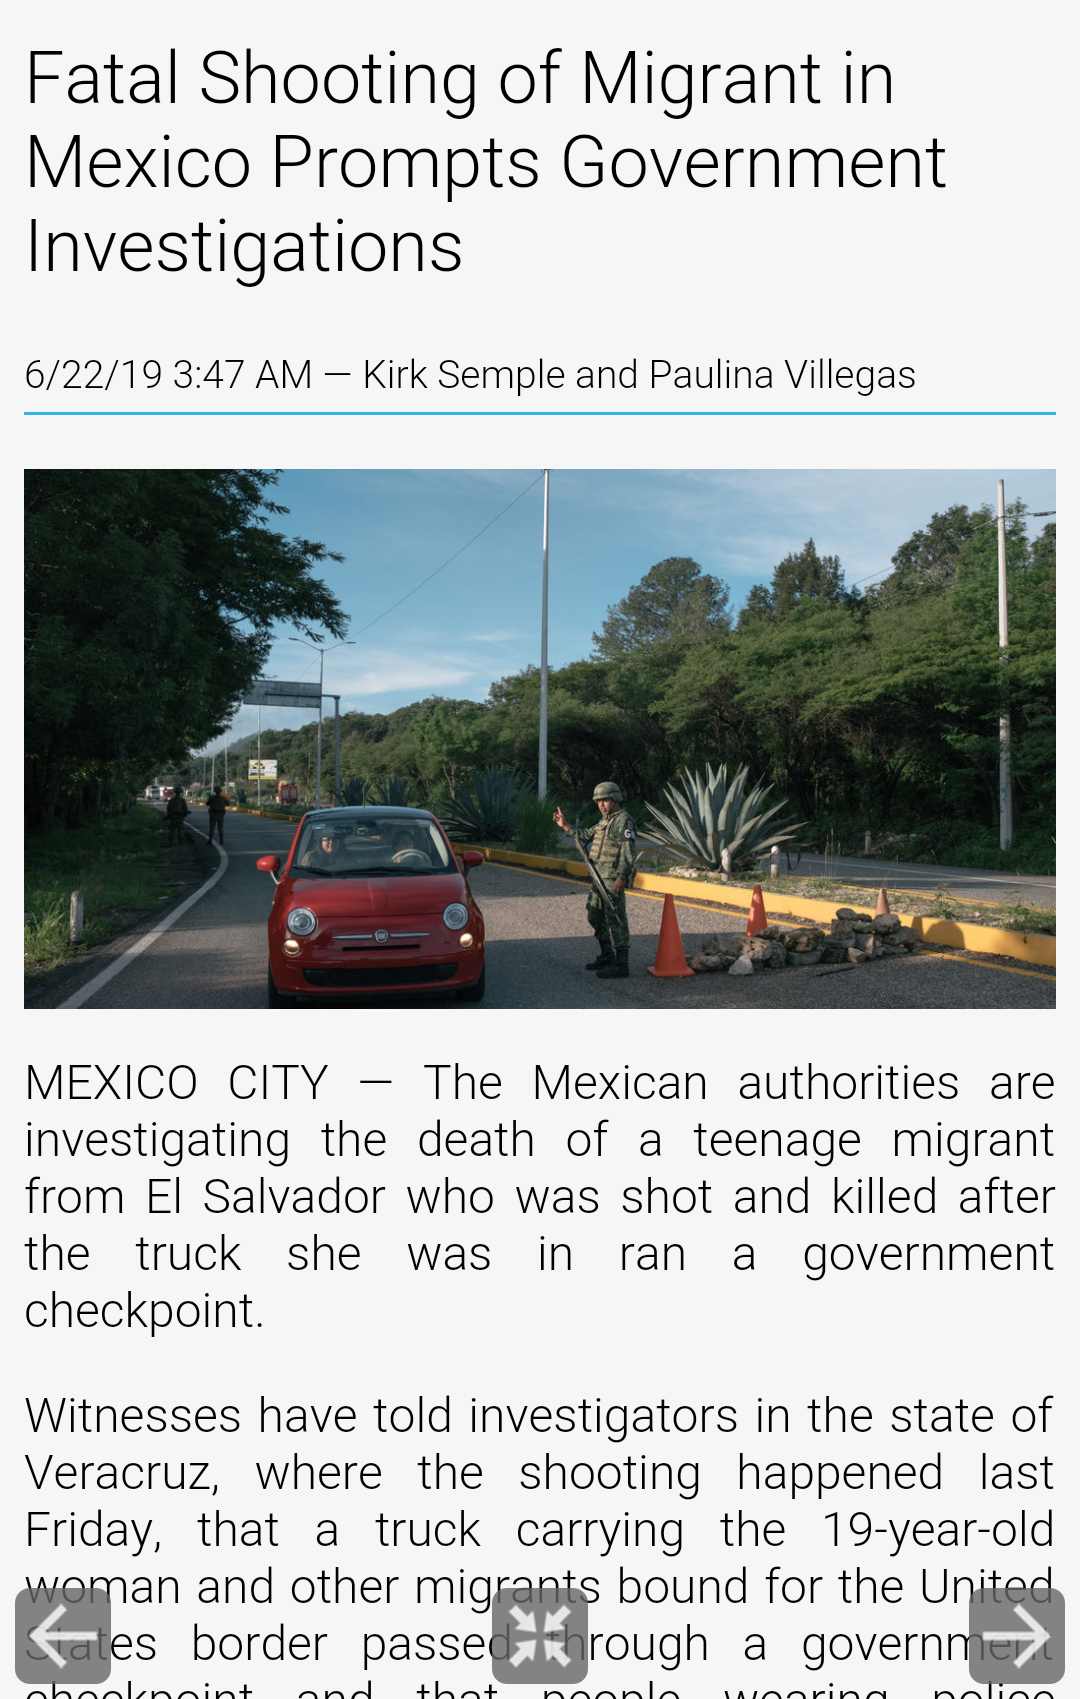 Fatal Shooting of Migrant in
Mexico Prompts Government
Investigations
6/22/19 3:47 AM — Kirk Semple and Paulina Villegas
MEXICO CITY — The Mexican authorities are
investigating the death of a teenage migrant
from El Salvador who was shot and killed after
the truck she was in ran a government
checkpoint.
Witnesses have told investigators in the state of
Veracruz, where the shooting happened last
Friday, that a truck carrying the 19-year-old
woman and other migrants bound for the United
States border passed through a government
checkpoint and that people wearing police